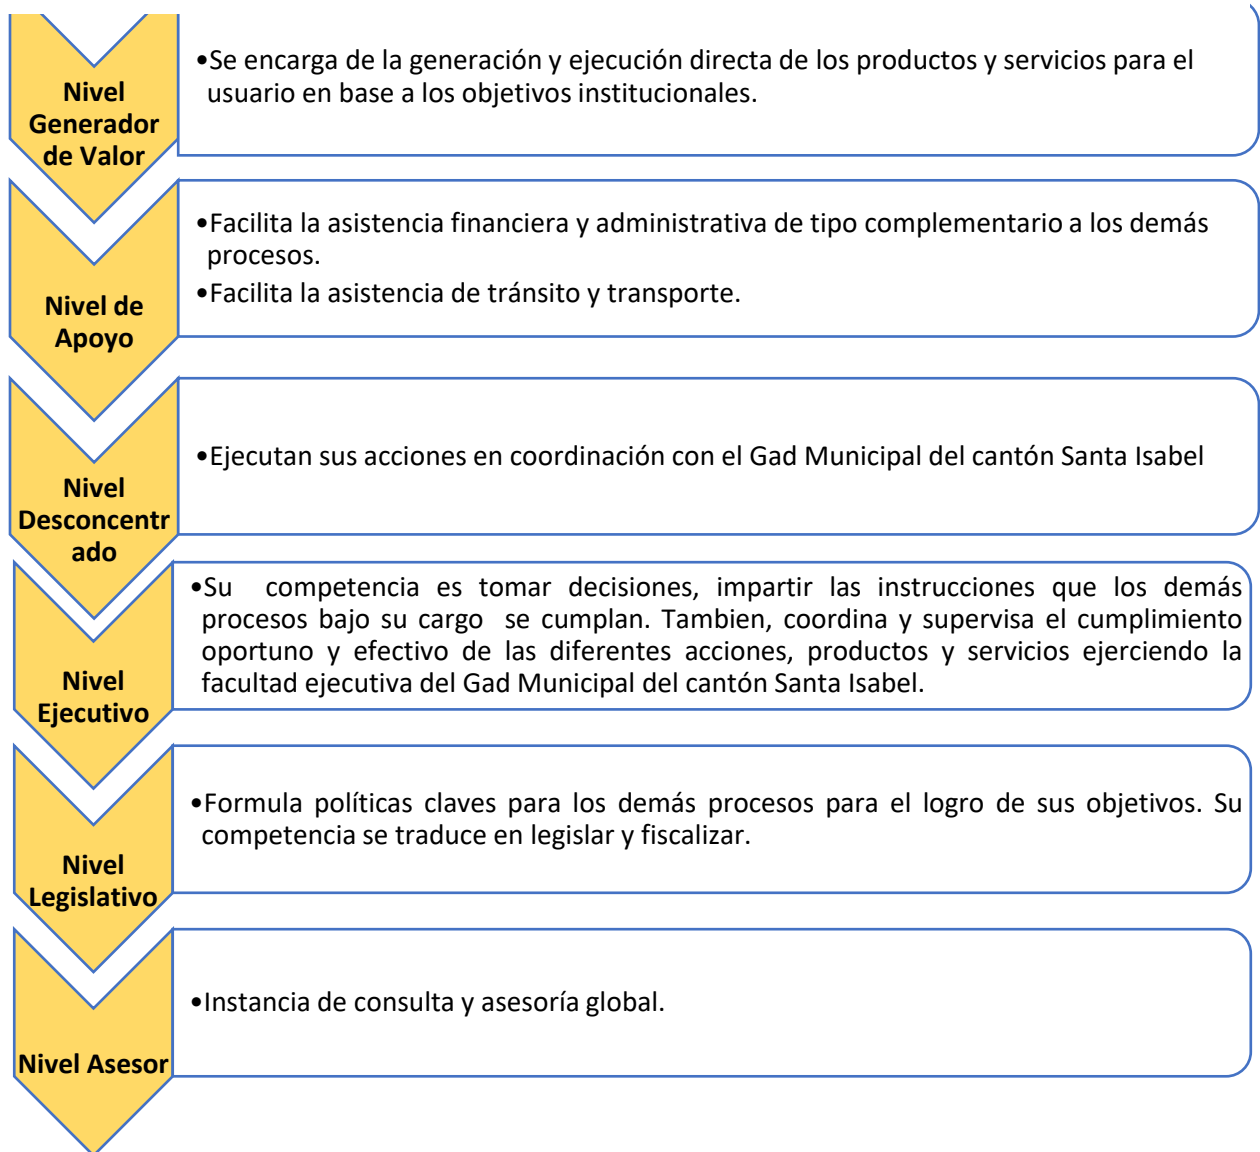 Nivel
Generador
de Valor
•Se encarga de la generación y ejecución directa de los productos y servicios para el
usuario en base a los objetivos institucionales.
Nivel de
Apoyo
•Facilita la asistencia financiera y administrativa de tipo complementario a los demás
procesos.
•Facilita la asistencia de tránsito y transporte.
Nivel
Desconcentr
ado
•Ejecutan sus acciones en coordinación con el Gad Municipal del cantón Santa Isabel
Nivel
Ejecutivo
•Su competencia es tomar decisiones, impartir las instrucciones que los demás
procesos bajo su cargo se cumplan. Tambien, coordina y supervisa el cumplimiento
oportuno y efectivo de las diferentes acciones, productos y servicios ejerciendo la
facultad ejecutiva del Gad Municipal del cantón Santa Isabel.
Nivel
Legislativo
•Formula políticas claves para los demás procesos para el logro de sus objetivos. Su
competencia se traduce en legislar y fiscalizar.
Nivel Asesor
•Instancia de consulta y asesoría global.